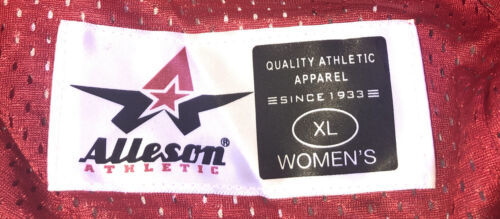 Alleson®
ATHLETIC
QUALITY ATHLETIC
APPAREL
SINCE 1933
XL
WOMEN'S